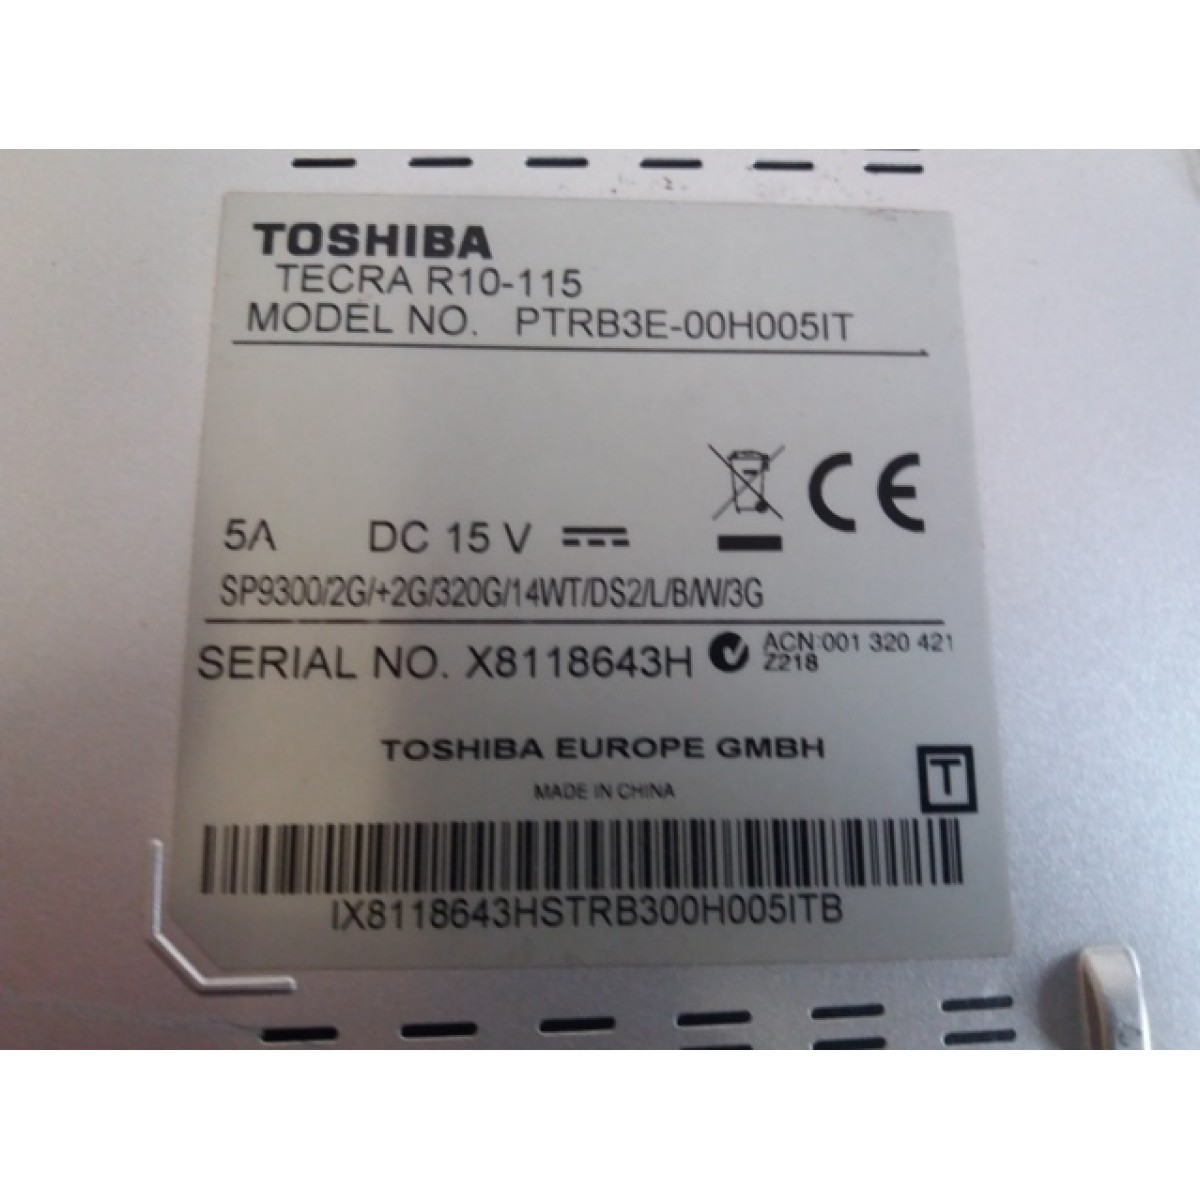 TOSHIBA
TECRA R10-115
MODEL NO. PTRB3E-00H005IT
CE
5A DC 15 V
SP9300/2G/+2G/320G/14WT/DS2/L/B/W/3G
SERIAL NO. X8118643H
ACN:001 320 421
Z218
TOSHIBA EUROPE GMBH
T
MADE IN CHINA
IX8118643HSTRB300H005ITB